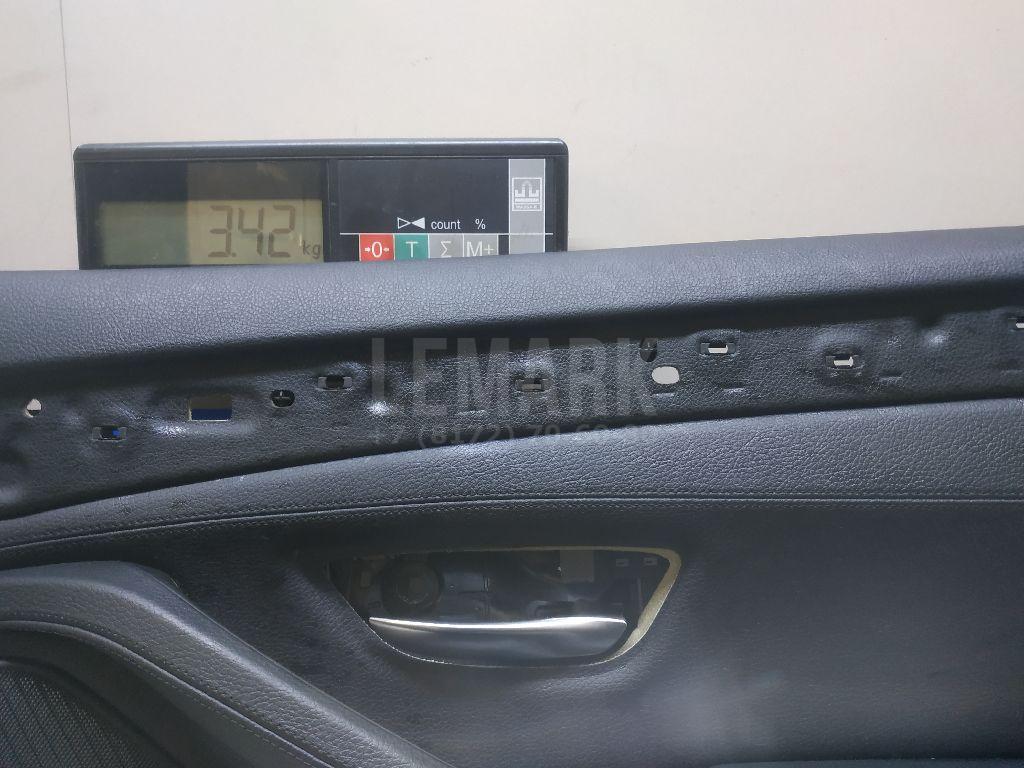 3.42 kg
count %
→0← T Σ M+
LEMARK